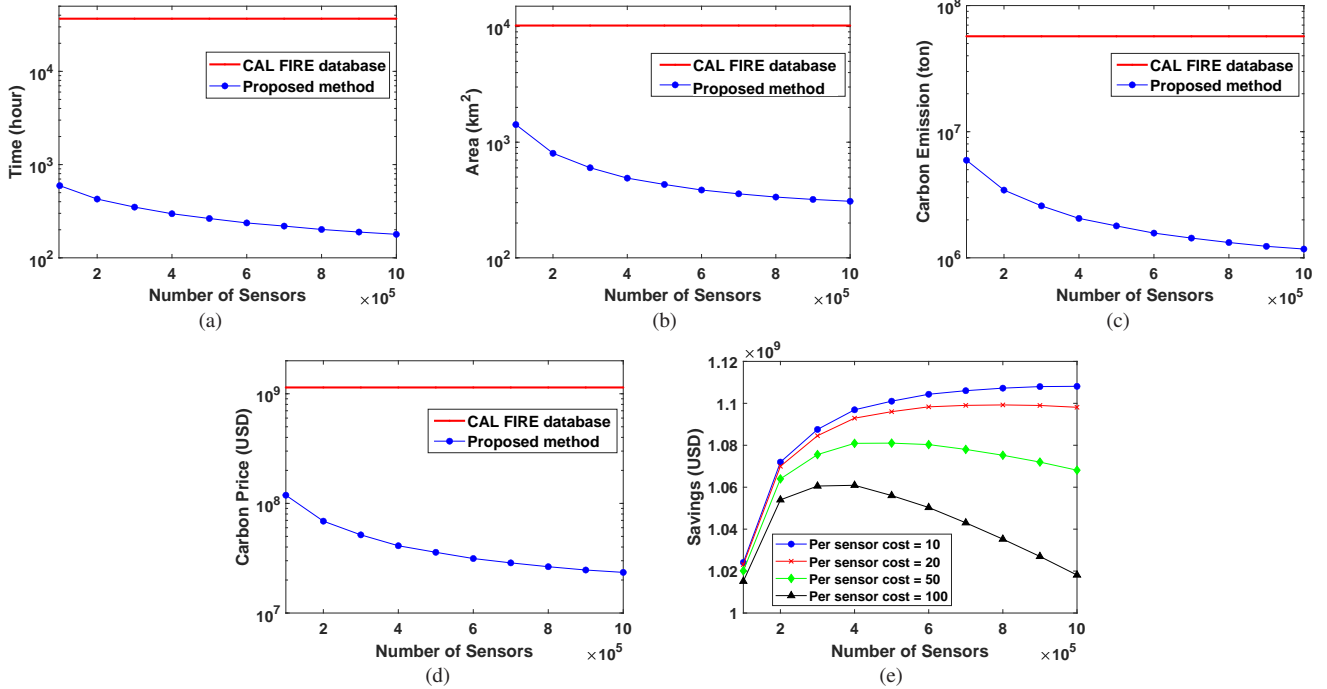 10^4
10^3
10^2
Time (hour)
CAL FIRE database
Proposed method
2 4 6 8 10
Number of Sensors
×10^5
(a)
10^4
10^3
10^2
Area (km^2)
CAL FIRE database
Proposed method
2 4 6 8 10
Number of Sensors
×10^5
(b)
10^8
10^7
10^6
Carbon Emission (ton)
CAL FIRE database
Proposed method
2 4 6 8 10
Number of Sensors
×10^5
(c)
10^9
10^8
10^7
Carbon Price (USD)
CAL FIRE database
Proposed method
2 4 6 8 10
Number of Sensors
×10^5
(d)
×10^9
1.12
1.1
1.08
1.06
1.04
1.02
1
Savings (USD)
Per sensor cost = 10
Per sensor cost = 20
Per sensor cost = 50
Per sensor cost = 100
2 4 6 8 10
Number of Sensors
×10^5
(e)